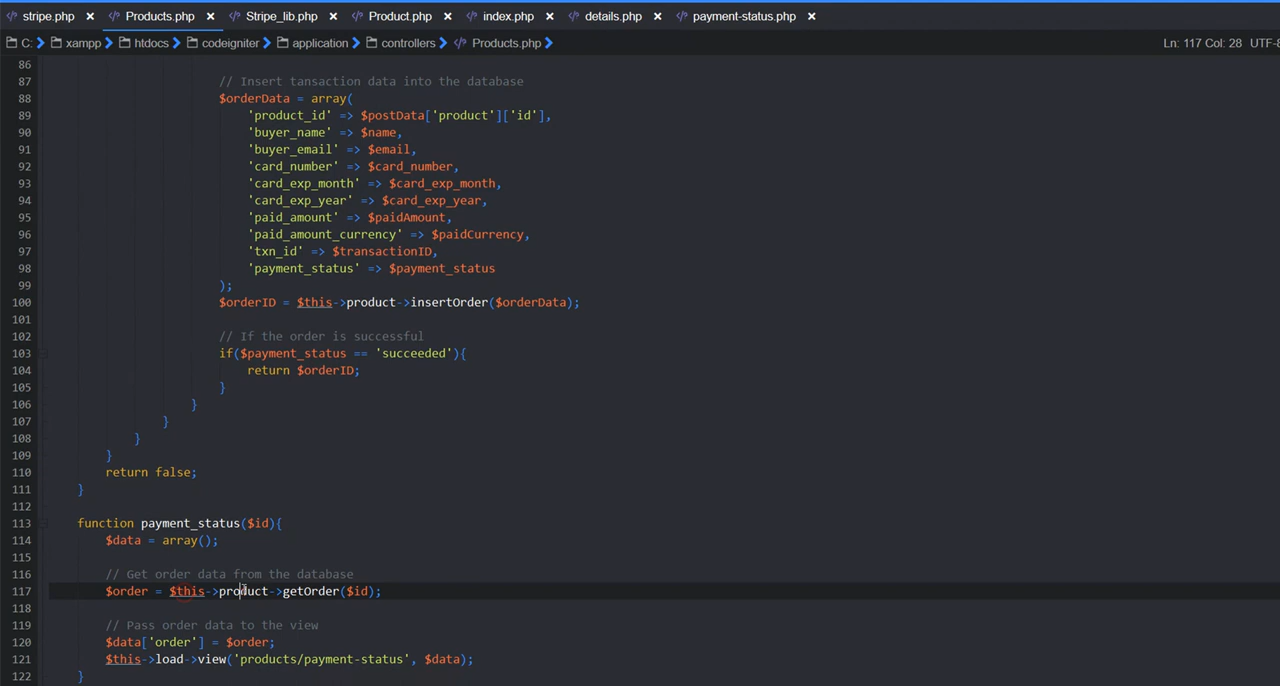 stripe.php × Products.php × Stripe_lib.php × Product.php × index.php × details.php × payment-status.php ×
C: xampp htdocs codeigniter application controllers Products.php Ln: 117 Col: 28 UTF-8
86
87 // Insert tansaction data into the database
88 $orderData = array(
89 'product_id' => $postData['product']['id'],
90 'buyer_name' => $name,
91 'buyer_email' => $email,
92 'card_number' => $card_number,
93 'card_exp_month' => $card_exp_month,
94 'card_exp_year' => $card_exp_year,
95 'paid_amount' => $paidAmount,
96 'paid_amount_currency' => $paidCurrency,
97 'txn_id' => $transactionID,
98 'payment_status' => $payment_status
99 );
100 $orderID = $this->product->insertOrder($orderData);
101
102 // If the order is successful
103 if($payment_status == 'succeeded'){
104 return $orderID;
105 }
106 }
107 }
108 }
109 }
110 return false;
111 }
112
113 function payment_status($id){
114 $data = array();
115
116 // Get order data from the database
117 $order = $this->product->getOrder($id);
118
119 // Pass order data to the view
120 $data['order'] = $order;
121 $this->load->view('products/payment-status', $data);
122 }